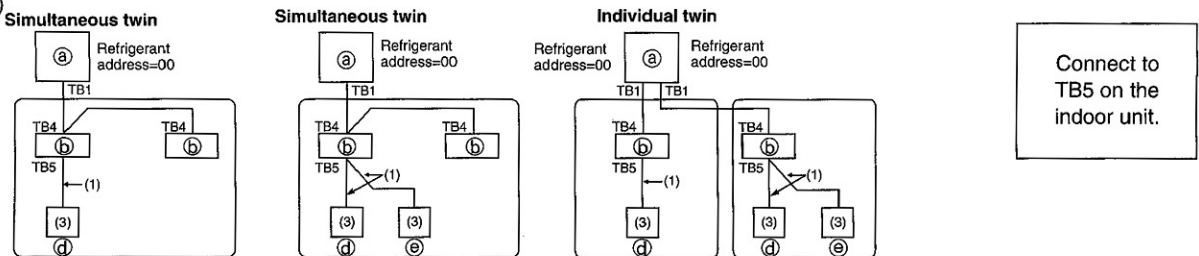 Simultaneous twin
ⓐ
Refrigerant
address=00
TB1
TB4
TB4
ⓑ
ⓑ
TB5
(1)
(3)
ⓓ
Simultaneous twin
ⓐ
Refrigerant
address=00
TB1
TB4
TB4
ⓑ
ⓑ
TB5
(1)
(3)
(3)
ⓓ
ⓔ
Individual twin
Refrigerant
address=00
ⓐ
Refrigerant
address=00
TB1
TB1
TB4
ⓑ
TB5
(1)
(3)
ⓓ
TB4
ⓑ
TB5
(1)
(3)
(3)
ⓓ
ⓔ
Connect to
TB5 on the
indoor unit.